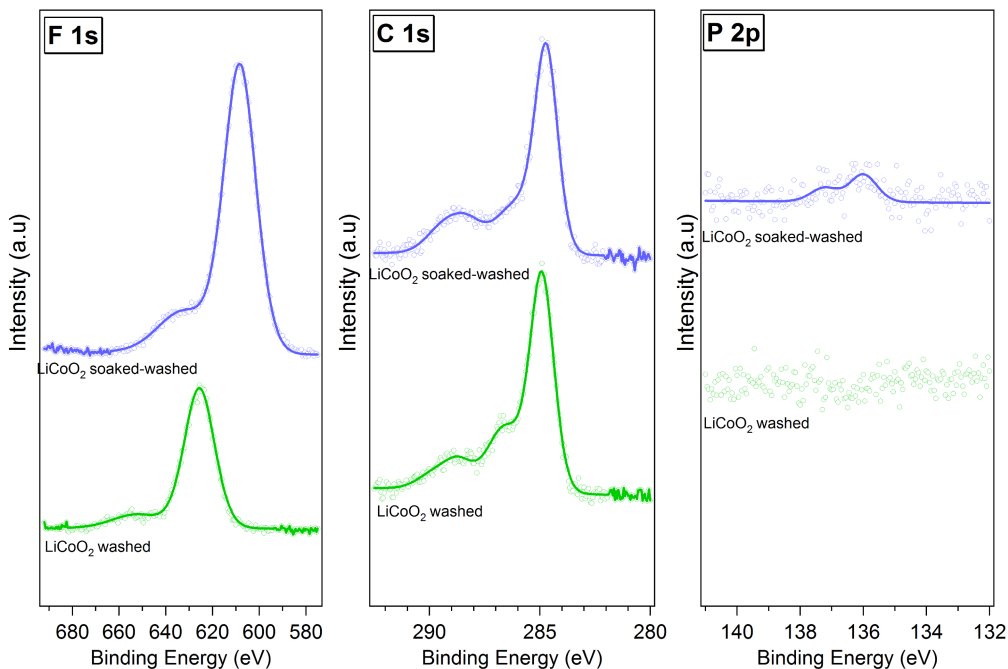 F 1s
Intensity (a.u)
LiCoO2 soaked-washed
LiCoO2 washed
680 660 640 620 600 580
Binding Energy (eV)
C 1s
Intensity (a.u)
LiCoO2 soaked-washed
LiCoO2 washed
290 285 280
Binding Energy (eV)
P 2p
Intensity (a.u)
LiCoO2 soaked-washed
LiCoO2 washed
140 138 136 134 132
Binding Energy (eV)